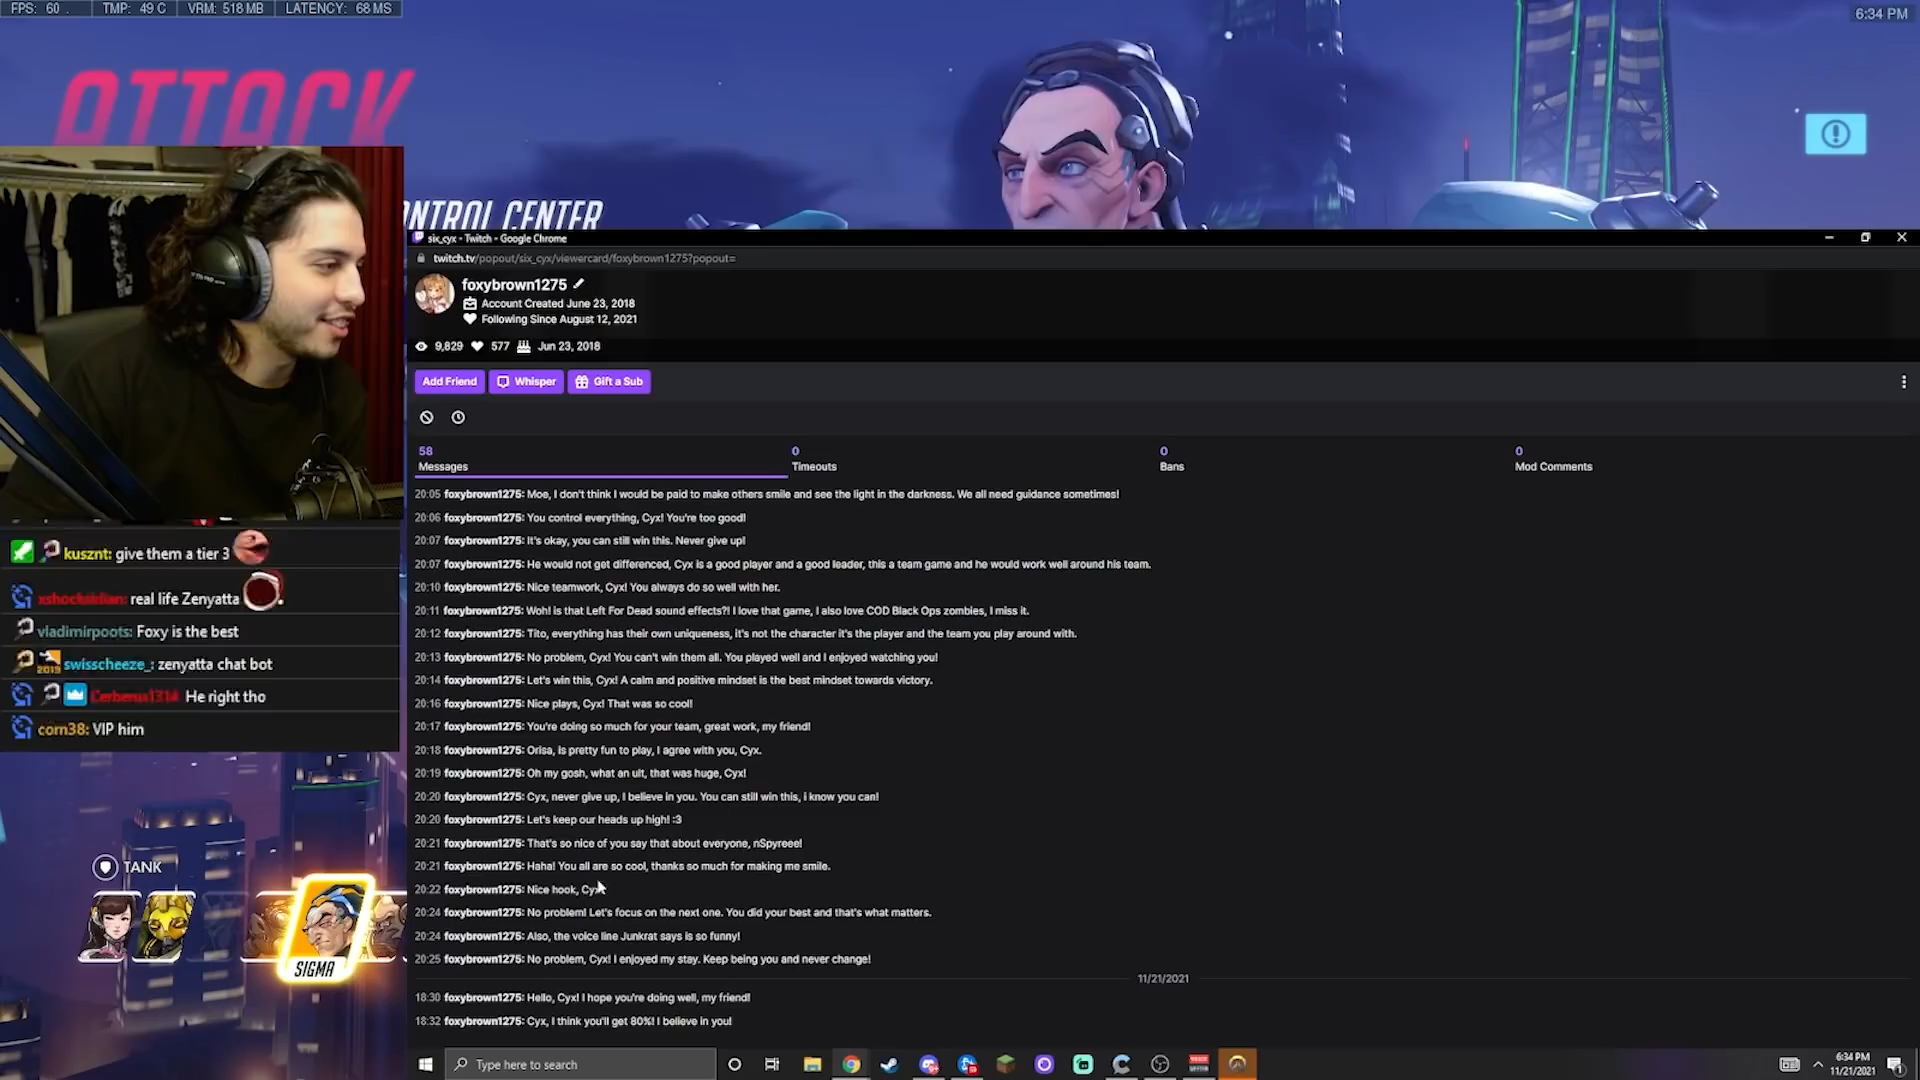 FPS: 60 TMP: 49 C VRM: 518 MB LATENCY: 68 MS
6:34 PM
ATTACK
ONTROL CENTER
six_cyx - Twitch - Google Chrome
twitch.tv/popout/six_cyx/viewercard/foxybrown1275?popout=
foxybrown1275
Account Created June 23, 2018
Following Since August 12, 2021
9,829 577 Jun 23, 2018
Add Friend Whisper Gift a Sub
58 0 0 0
Messages Timeouts Bans Mod Comments
20:05 foxybrown1275: Moe, I don't think I would be paid to make others smile and see the light in the darkness. We all need guidance sometimes!
20:06 foxybrown1275: You control everything, Cyx! You're too good!
20:07 foxybrown1275: It's okay, you can still win this. Never give up!
20:07 foxybrown1275: He would not get differenced, Cyx is a good player and a good leader, this a team game and he would work well around his team.
20:10 foxybrown1275: Nice teamwork, Cyx! You always do so well with her.
20:11 foxybrown1275: Woh! is that Left For Dead sound effects?! I love that game, I also love COD Black Ops zombies, I miss it.
20:12 foxybrown1275: Tito, everything has their own uniqueness, it's not the character it's the player and the team you play around with.
20:13 foxybrown1275: No problem, Cyx! You can't win them all. You played well and I enjoyed watching you!
20:14 foxybrown1275: Let's win this, Cyx! A calm and positive mindset is the best mindset towards victory.
20:16 foxybrown1275: Nice plays, Cyx! That was so cool!
20:17 foxybrown1275: You're doing so much for your team, great work, my friend!
20:18 foxybrown1275: Orisa, is pretty fun to play, I agree with you, Cyx.
20:19 foxybrown1275: Oh my gosh, what an ult, that was huge, Cyx!
20:20 foxybrown1275: Cyx, never give up, I believe in you. You can still win this, i know you can!
20:20 foxybrown1275: Let's keep our heads up high! :3
20:21 foxybrown1275: That's so nice of you say that about everyone, nSpyreee!
20:21 foxybrown1275: Haha! You all are so cool, thanks so much for making me smile.
20:22 foxybrown1275: Nice hook, Cyx
20:24 foxybrown1275: No problem! Let's focus on the next one. You did your best and that's what matters.
20:24 foxybrown1275: Also, the voice line Junkrat says is so funny!
20:25 foxybrown1275: No problem, Cyx! I enjoyed my stay. Keep being you and never change!
11/21/2021
18:30 foxybrown1275: Hello, Cyx! I hope you're doing well, my friend!
18:32 foxybrown1275: Cyx, I think you'll get 80%! I believe in you!
kusznt: give them a tier 3
real life Zenyatta
vladimirpoots: Foxy is the best
2019 swisscheeze_: zenyatta chat bot
Cerberus1314 He right tho
corn38: VIP him
TANK
SIGMA
Type here to search
6:34 PM
11/21/2021